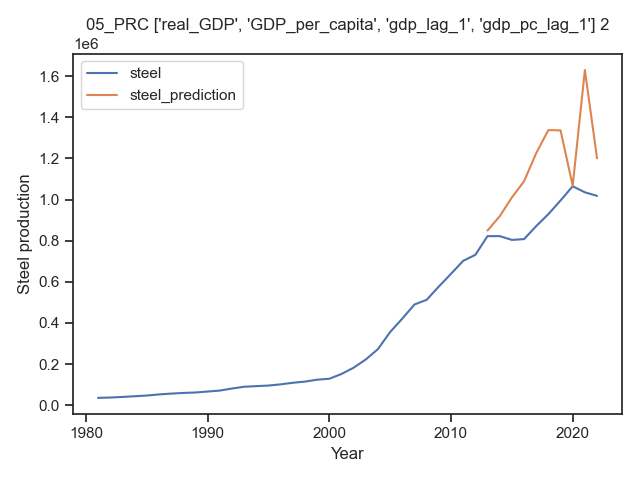 05_PRC ['real_GDP', 'GDP_per_capita', 'gdp_lag_1', 'gdp_pc_lag_1'] 2
1e6
steel
steel_prediction
1.6
1.4
1.2
1.0
0.8
0.6
0.4
0.2
0.0
Steel production
1980
1990
2000
2010
2020
Year